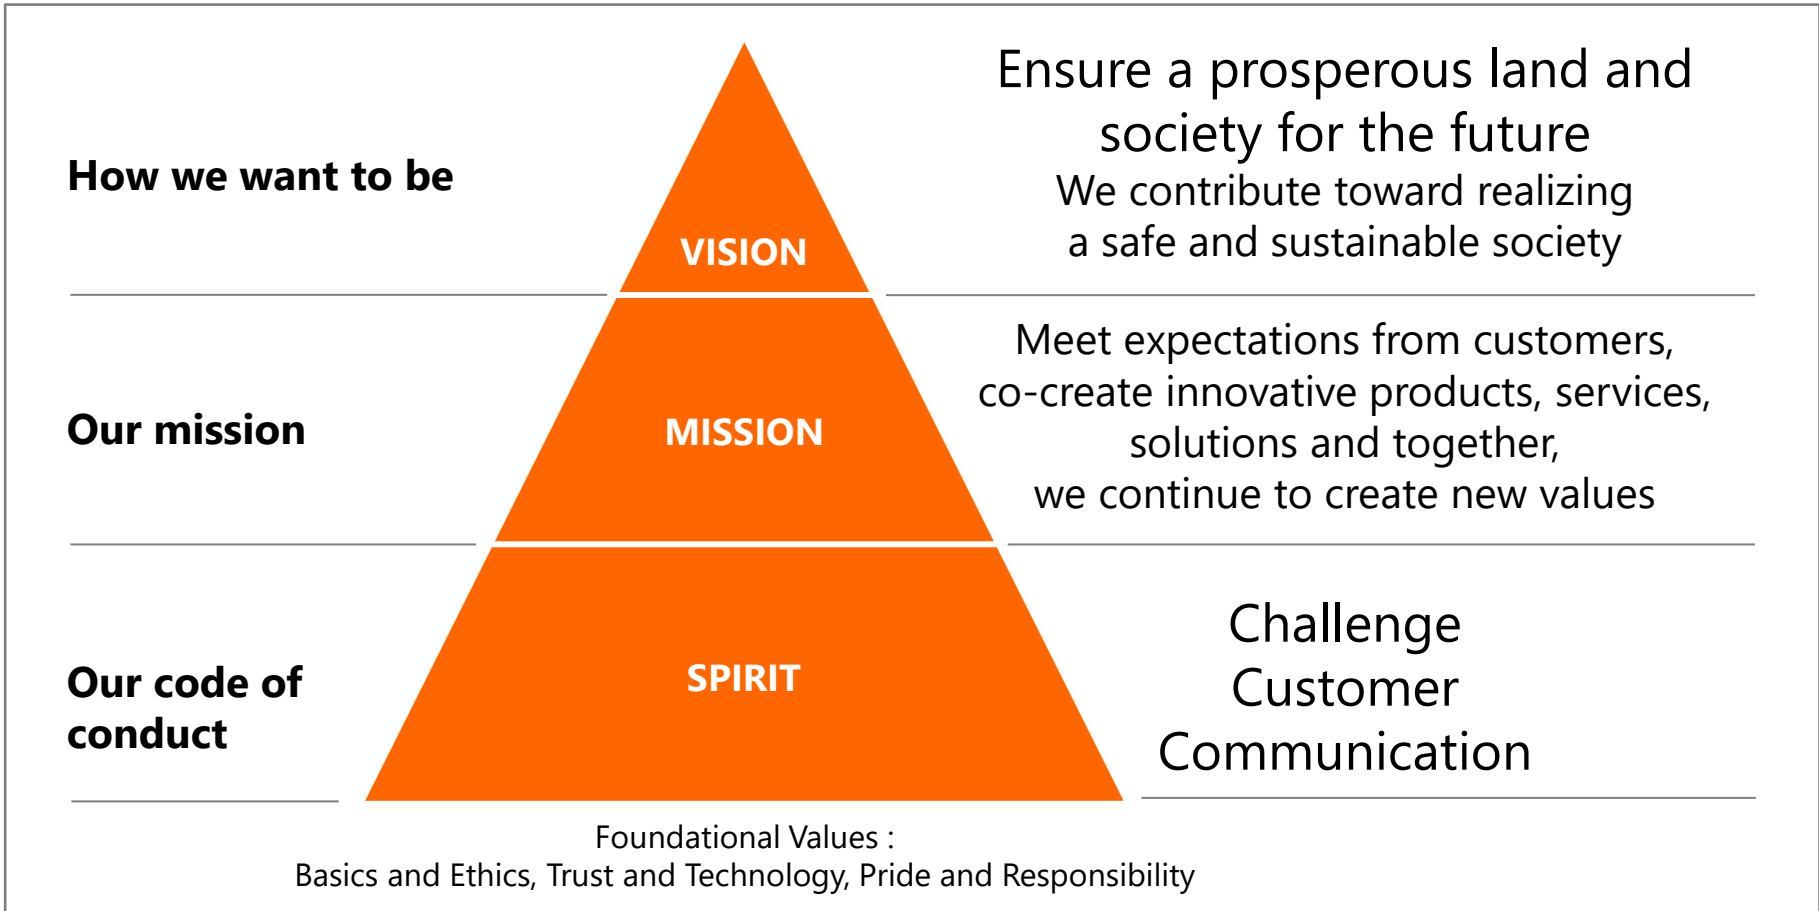 How we want to be
VISION
Ensure a prosperous land and
society for the future
We contribute toward realizing
a safe and sustainable society
Our mission
MISSION
Meet expectations from customers,
co-create innovative products, services,
solutions and together,
we continue to create new values
Our code of
conduct
SPIRIT
Challenge
Customer
Communication
Foundational Values :
Basics and Ethics, Trust and Technology, Pride and Responsibility